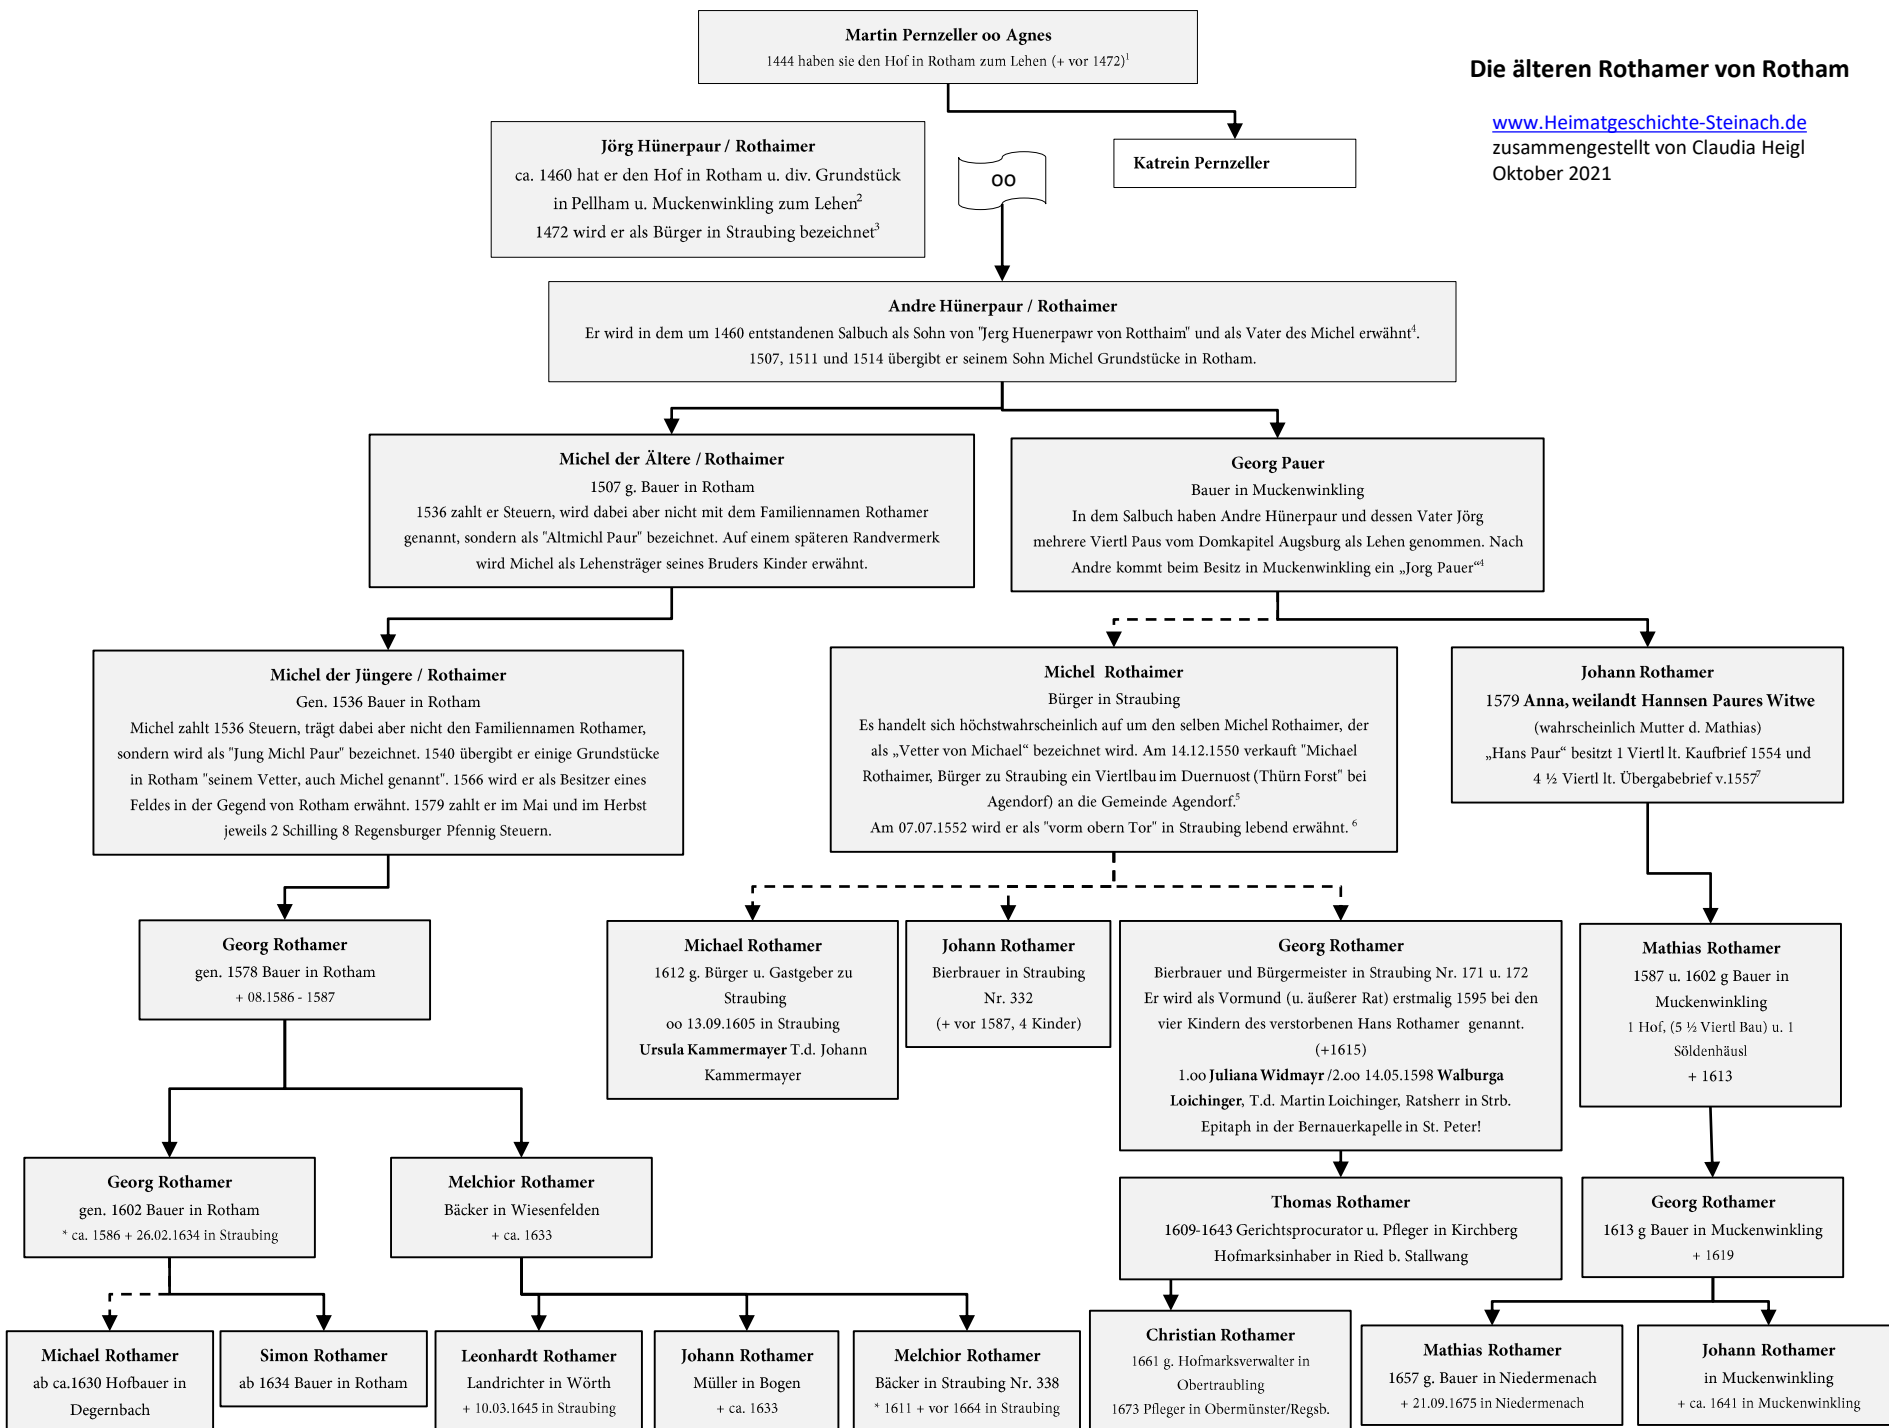 Martin Pernzeller oo Agnes
1444 haben sie den Hof in Rotham zum Lehen (+ vor 1472)¹
Die älteren Rothamer von Rotham
www.Heimatgeschichte-Steinach.de
zusammengestellt von Claudia Heigl
Oktober 2021
Jörg Hünerpaur / Rothaimer
ca. 1460 hat er den Hof in Rotham u. div. Grundstück
in Pellham u. Muckenwinkling zum Lehen²
1472 wird er als Bürger in Straubing bezeichnet³
oo
Katrein Pernzeller
Andre Hünerpaur / Rothaimer
Er wird in dem um 1460 entstandenen Salbuch als Sohn von "Jerg Huenerpawr von Rotthaim" und als Vater des Michel erwähnt⁴.
1507, 1511 und 1514 übergibt er seinem Sohn Michel Grundstücke in Rotham.
Michel der Ältere / Rothaimer
1507 g. Bauer in Rotham
1536 zahlt er Steuern, wird dabei aber nicht mit dem Familiennamen Rothamer
genannt, sondern als "Altmichl Paur" bezeichnet. Auf einem späteren Randvermerk
wird Michel als Lehensträger seines Bruders Kinder erwähnt.
Georg Pauer
Bauer in Muckenwinkling
In dem Salbuch haben Andre Hünerpaur und dessen Vater Jörg
mehrere Viertl Paus vom Domkapitel Augsburg als Lehen genommen. Nach
Andre kommt beim Besitz in Muckenwinkling ein „Jorg Pauer“⁴
Michel der Jüngere / Rothaimer
Gen. 1536 Bauer in Rotham
Michel zahlt 1536 Steuern, trägt dabei aber nicht den Familiennamen Rothamer,
sondern wird als "Jung Michl Paur" bezeichnet. 1540 übergibt er einige Grundstücke
in Rotham "seinem Vetter, auch Michel genannt". 1566 wird er als Besitzer eines
Feldes in der Gegend von Rotham erwähnt. 1579 zahlt er im Mai und im Herbst
jeweils 2 Schilling 8 Regensburger Pfennig Steuern.
Michel Rothaimer
Bürger in Straubing
Es handelt sich höchstwahrscheinlich auf um den selben Michel Rothaimer, der
als „Vetter von Michael“ bezeichnet wird. Am 14.12.1550 verkauft "Michael
Rothaimer, Bürger zu Straubing ein Viertlbau im Duernuost (Thürn Forst" bei
Agendorf) an die Gemeinde Agendorf.⁵
Am 07.07.1552 wird er als "vorm obern Tor" in Straubing lebend erwähnt. ⁶
Johann Rothamer
1579 Anna, weilandt Hannsen Paures Witwe
(wahrscheinlich Mutter d. Mathias)
„Hans Paur“ besitzt 1 Viertl lt. Kaufbrief 1554 und
4 ½ Viertl lt. Übergabebrief v.1557⁷
Georg Rothamer
gen. 1578 Bauer in Rotham
+ 08.1586 - 1587
Michael Rothamer
1612 g. Bürger u. Gastgeber zu
Straubing
oo 13.09.1605 in Straubing
Ursula Kammermayer T.d. Johann
Kammermayer
Johann Rothamer
Bierbrauer in Straubing
Nr. 332
(+ vor 1587, 4 Kinder)
Georg Rothamer
Bierbrauer und Bürgermeister in Straubing Nr. 171 u. 172
Er wird als Vormund (u. äußerer Rat) erstmalig 1595 bei den
vier Kindern des verstorbenen Hans Rothamer genannt.
(+1615)
1.oo Juliana Widmayr /2.oo 14.05.1598 Walburga
Loichinger, T.d. Martin Loichinger, Ratsherr in Strb.
Epitaph in der Bernauerkapelle in St. Peter!
Mathias Rothamer
1587 u. 1602 g Bauer in
Muckenwinkling
1 Hof, (5 ½ Viertl Bau) u. 1
Söldenhäusl
+ 1613
Georg Rothamer
gen. 1602 Bauer in Rotham
* ca. 1586 + 26.02.1634 in Straubing
Melchior Rothamer
Bäcker in Wiesenfelden
+ ca. 1633
Thomas Rothamer
1609-1643 Gerichtsprocurator u. Pfleger in Kirchberg
Hofmarksinhaber in Ried b. Stallwang
Georg Rothamer
1613 g Bauer in Muckenwinkling
+ 1619
Michael Rothamer
ab ca.1630 Hofbauer in
Degernbach
Simon Rothamer
ab 1634 Bauer in Rotham
Leonhardt Rothamer
Landrichter in Wörth
+ 10.03.1645 in Straubing
Johann Rothamer
Müller in Bogen
+ ca. 1633
Melchior Rothamer
Bäcker in Straubing Nr. 338
* 1611 + vor 1664 in Straubing
Christian Rothamer
1661 g. Hofmarksverwalter in
Obertraubling
1673 Pfleger in Obermünster/Regsb.
Mathias Rothamer
1657 g. Bauer in Niedermenach
+ 21.09.1675 in Niedermenach
Johann Rothamer
in Muckenwinkling
+ ca. 1641 in Muckenwinkling